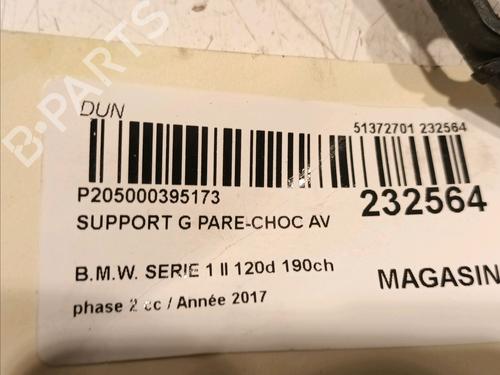 DUN
51372701 232564
P205000395173
232564
SUPPORT G PARE-CHOC AV
B.M.W. SERIE 1 II 120d 190ch
MAGASIN
phase 2 cc / Année 2017
B-PARTS